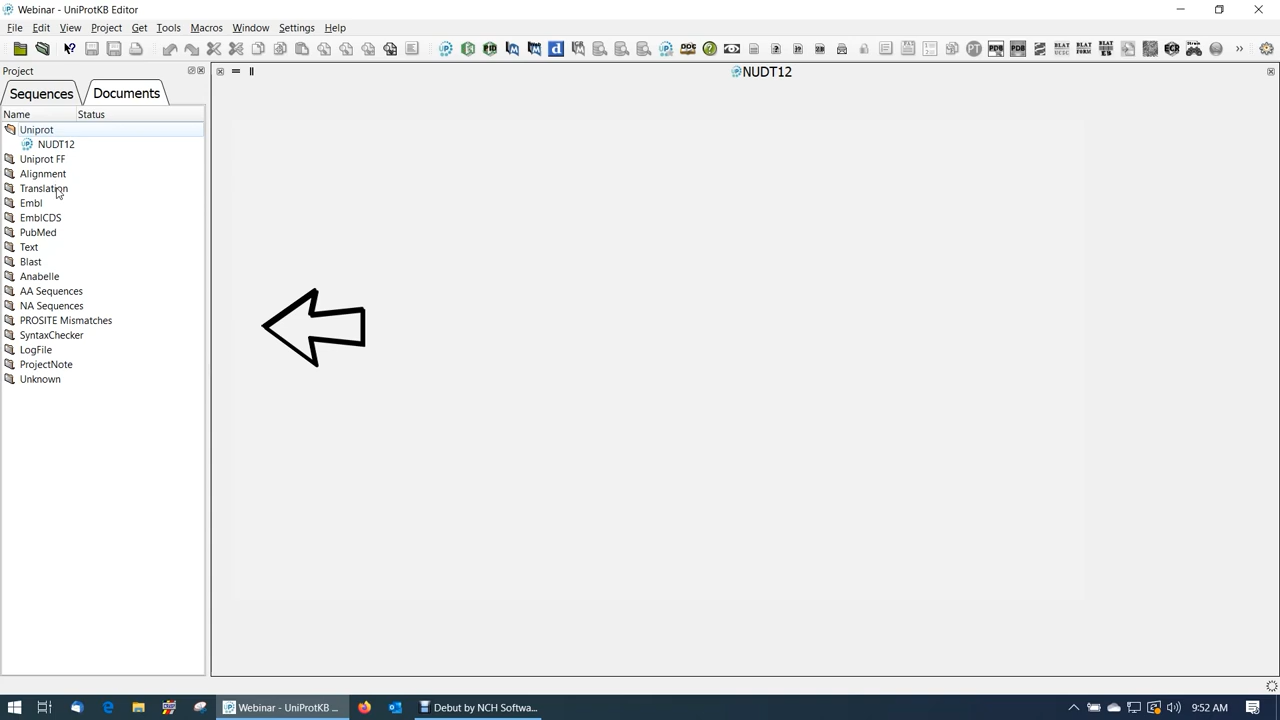 Webinar - UniProtKB Editor
File Edit View Project Get Tools Macros Window Settings Help
Project
Sequences Documents
Name Status
Uniprot
NUDT12
Uniprot FF
Alignment
Translation
Embl
EmblCDS
PubMed
Text
Blast
Anabelle
AA Sequences
NA Sequences
PROSITE Mismatches
SyntaxChecker
LogFile
ProjectNote
Unknown
NUDT12
Webinar - UniProtKB ...
Debut by NCH Softwa...
9:52 AM